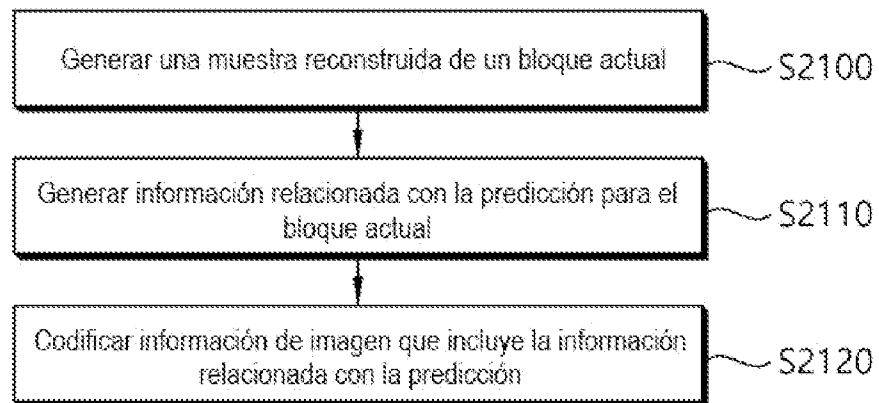 Generar una muestra reconstruida de un bloque actual
S2100
Generar información relacionada con la predicción para el
bloque actual
S2110
Codificar información de imagen que incluye la información
relacionada con la predicción
S2120